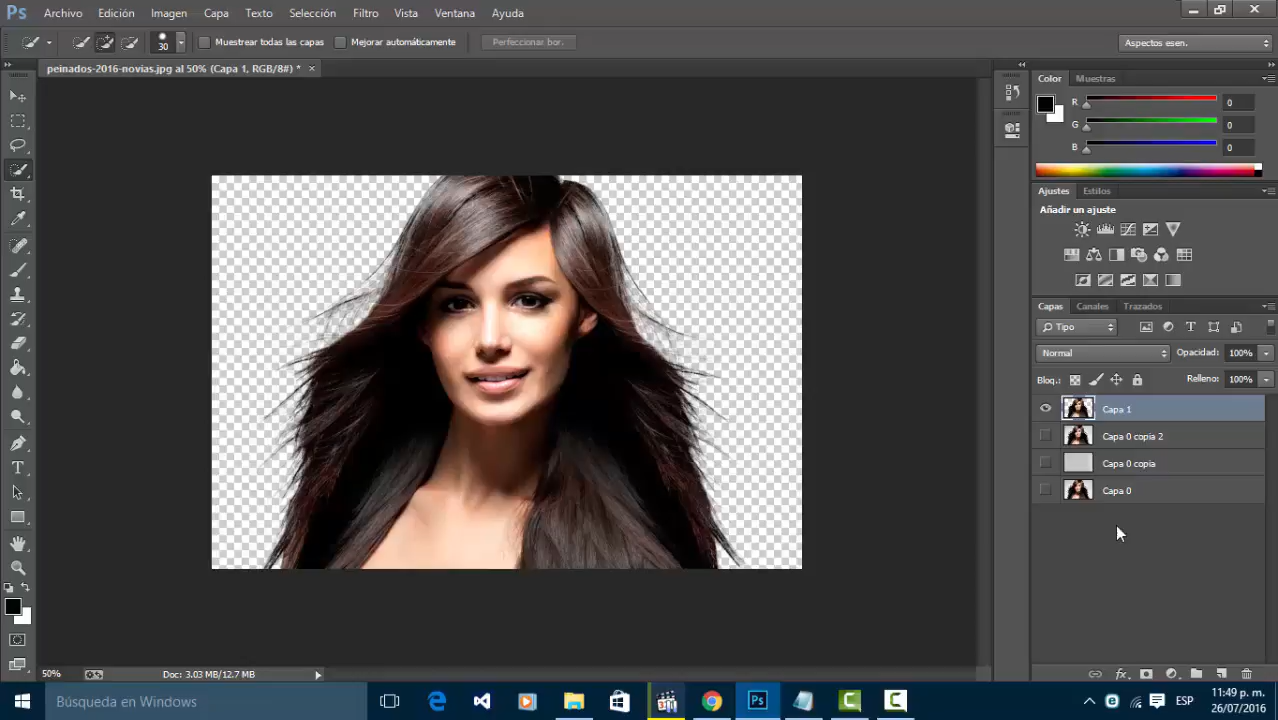 Ps Archivo Edición Imagen Capa Texto Selección Filtro Vista Ventana Ayuda
30 Muestrear todas las capas Mejorar automáticamente Perfeccionar bor. Aspectos esen.
peinados-2016-novias.jpg al 50% (Capa 1, RGB/8#) * ×
Color Muestras
R 0
G 0
B 0
Ajustes Estilos
Añadir un ajuste
Capas Canales Trazados
Tipo
Normal Opacidad: 100%
Bloq.: Relleno: 100%
Capa 1
Capa 0 copia 2
Capa 0 copia
Capa 0
50% Doc: 3.03 MB/12.7 MB
Búsqueda en Windows
ESP
11:49 p. m.
26/07/2016